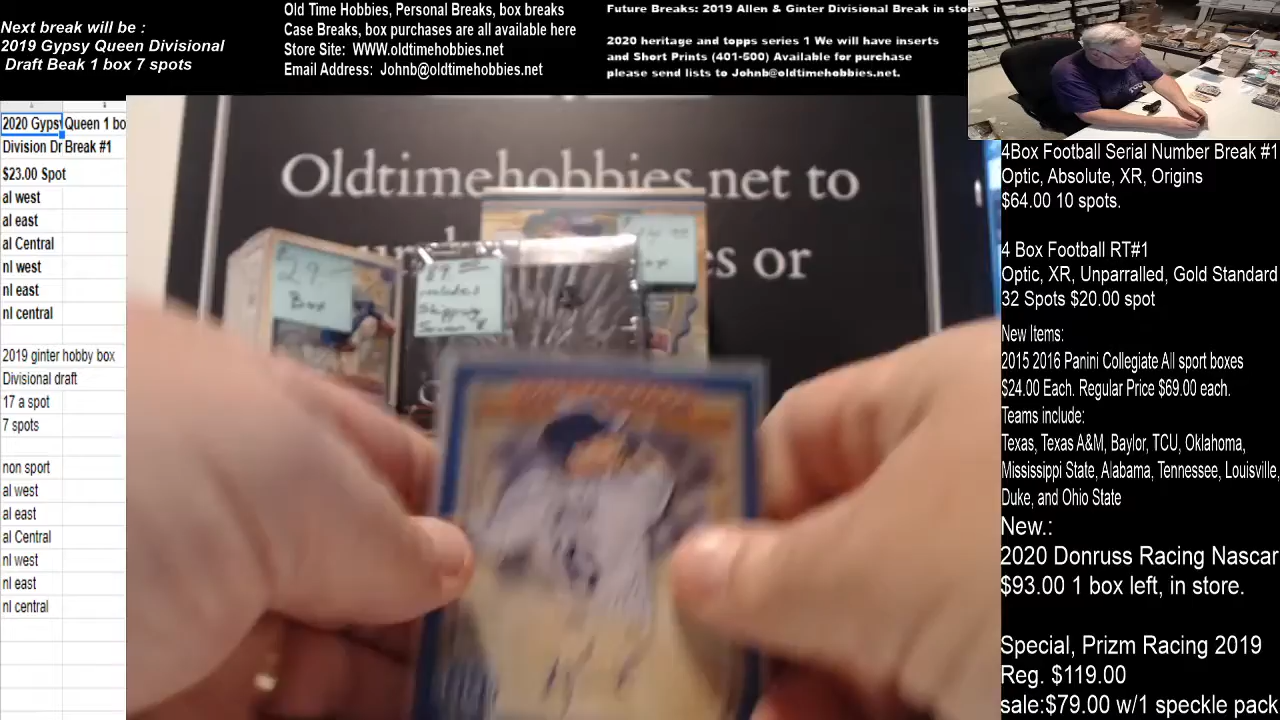 Next break will be :
2019 Gypsy Queen Divisional
Draft Beak 1 box 7 spots
Old Time Hobbies, Personal Breaks, box breaks
Case Breaks, box purchases are all available here
Store Site: WWW.oldtimehobbies.net
Email Address: Johnb@oldtimehobbies.net
Future Breaks: 2019 Allen & Ginter Divisional Break in store
2020 heritage and topps series 1 We will have inserts
and Short Prints (401-500) Available for purchase
please send lists to Johnb@oldtimehobbies.net.
2020 Gypsy Queen 1 bo
Division Dr Break #1
$23.00 Spot
al west
al east
al Central
nl west
nl east
nl central
2019 ginter hobby box
Divisional draft
17 a spot
7 spots
non sport
al west
al east
al Central
nl west
nl east
nl central
Oldtimehobbies.net to
or
Box
includes
Shipping
4Box Football Serial Number Break #1
Optic, Absolute, XR, Origins
$64.00 10 spots.
4 Box Football RT#1
Optic, XR, Unparralled, Gold Standard
32 Spots $20.00 spot
New Items:
2015 2016 Panini Collegiate All sport boxes
$24.00 Each. Regular Price $69.00 each.
Teams include:
Texas, Texas A&M, Baylor, TCU, Oklahoma,
Mississippi State, Alabama, Tennessee, Louisville,
Duke, and Ohio State
New.:
2020 Donruss Racing Nascar
$93.00 1 box left, in store.
Special, Prizm Racing 2019
Reg. $119.00
sale:$79.00 w/1 speckle pack